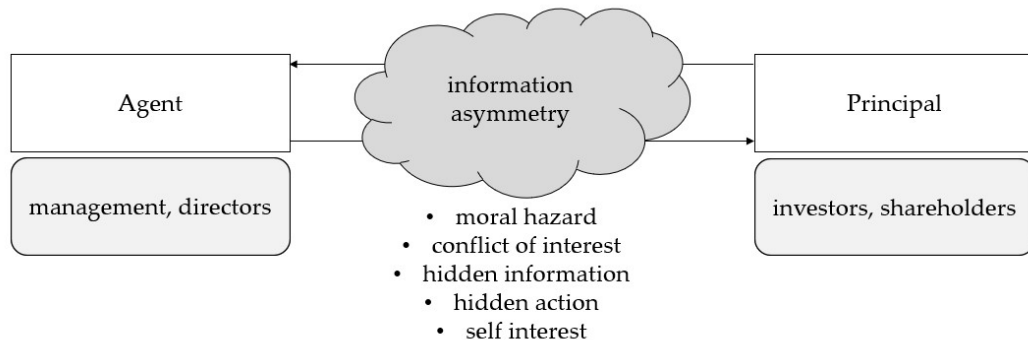 Agent
information
asymmetry
Principal
management, directors
investors, shareholders
• moral hazard
• conflict of interest
• hidden information
• hidden action
• self interest